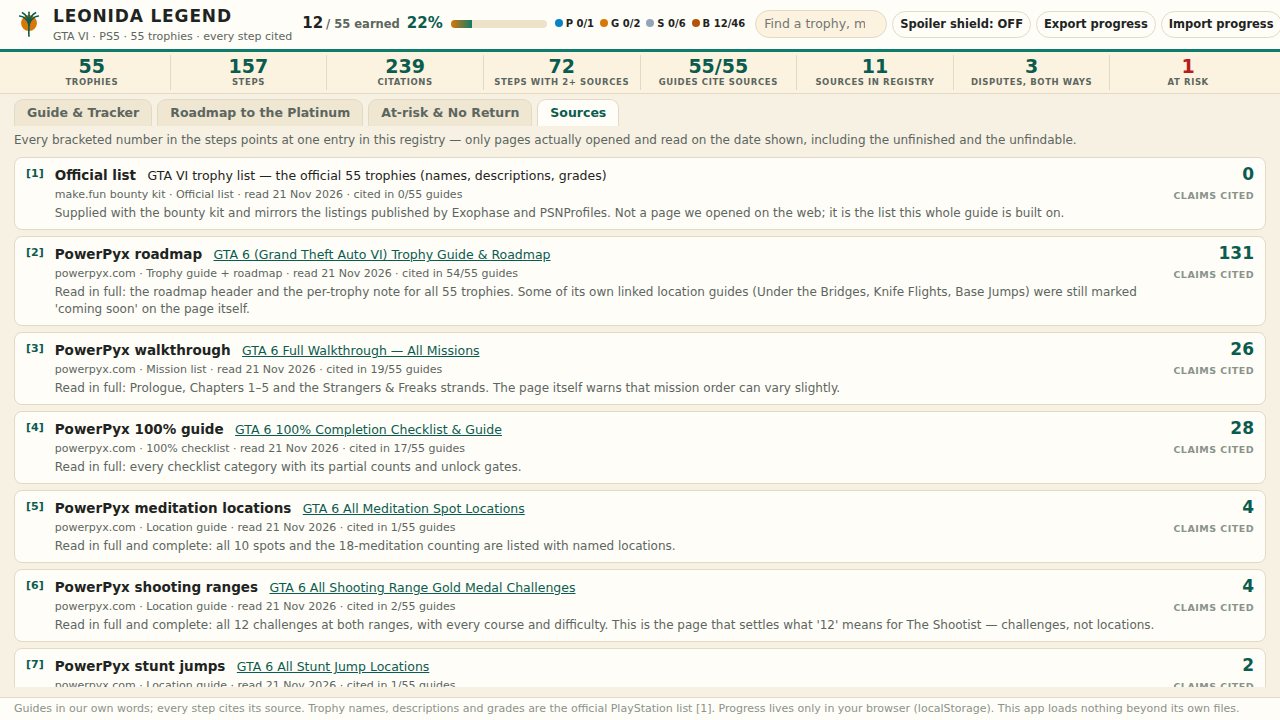 LEONIDA LEGEND
GTA VI · PS5 · 55 trophies · every step cited
12 / 55 earned 22%
P 0/1 G 0/2 S 0/6 B 12/46
Find a trophy, m
Spoiler shield: OFF
Export progress
Import progress
55 TROPHIES
157 STEPS
239 CITATIONS
72 STEPS WITH 2+ SOURCES
55/55 GUIDES CITE SOURCES
11 SOURCES IN REGISTRY
3 DISPUTES, BOTH WAYS
1 AT RISK
Guide & Tracker
Roadmap to the Platinum
At-risk & No Return
Sources
Every bracketed number in the steps points at one entry in this registry — only pages actually opened and read on the date shown, including the unfinished and the unfindable.
[1] Official list GTA VI trophy list — the official 55 trophies (names, descriptions, grades)
0 CLAIMS CITED
make.fun bounty kit · Official list · read 21 Nov 2026 · cited in 0/55 guides
Supplied with the bounty kit and mirrors the listings published by Exophase and PSNProfiles. Not a page we opened on the web; it is the list this whole guide is built on.
[2] PowerPyx roadmap GTA 6 (Grand Theft Auto VI) Trophy Guide & Roadmap
131 CLAIMS CITED
powerpyx.com · Trophy guide + roadmap · read 21 Nov 2026 · cited in 54/55 guides
Read in full: the roadmap header and the per-trophy note for all 55 trophies. Some of its own linked location guides (Under the Bridges, Knife Flights, Base Jumps) were still marked
'coming soon' on the page itself.
[3] PowerPyx walkthrough GTA 6 Full Walkthrough — All Missions
26 CLAIMS CITED
powerpyx.com · Mission list · read 21 Nov 2026 · cited in 19/55 guides
Read in full: Prologue, Chapters 1–5 and the Strangers & Freaks strands. The page itself warns that mission order can vary slightly.
[4] PowerPyx 100% guide GTA 6 100% Completion Checklist & Guide
28 CLAIMS CITED
powerpyx.com · 100% checklist · read 21 Nov 2026 · cited in 17/55 guides
Read in full: every checklist category with its partial counts and unlock gates.
[5] PowerPyx meditation locations GTA 6 All Meditation Spot Locations
4 CLAIMS CITED
powerpyx.com · Location guide · read 21 Nov 2026 · cited in 1/55 guides
Read in full and complete: all 10 spots and the 18-meditation counting are listed with named locations.
[6] PowerPyx shooting ranges GTA 6 All Shooting Range Gold Medal Challenges
4 CLAIMS CITED
powerpyx.com · Location guide · read 21 Nov 2026 · cited in 2/55 guides
Read in full and complete: all 12 challenges at both ranges, with every course and difficulty. This is the page that settles what '12' means for The Shootist — challenges, not locations.
[7] PowerPyx stunt jumps GTA 6 All Stunt Jump Locations
2 CLAIMS CITED
powerpyx.com · Location guide · read 21 Nov 2026 · cited in 1/55 guides
Guides in our own words; every step cites its source. Trophy names, descriptions and grades are the official PlayStation list [1]. Progress lives only in your browser (localStorage). This app loads nothing beyond its own files.